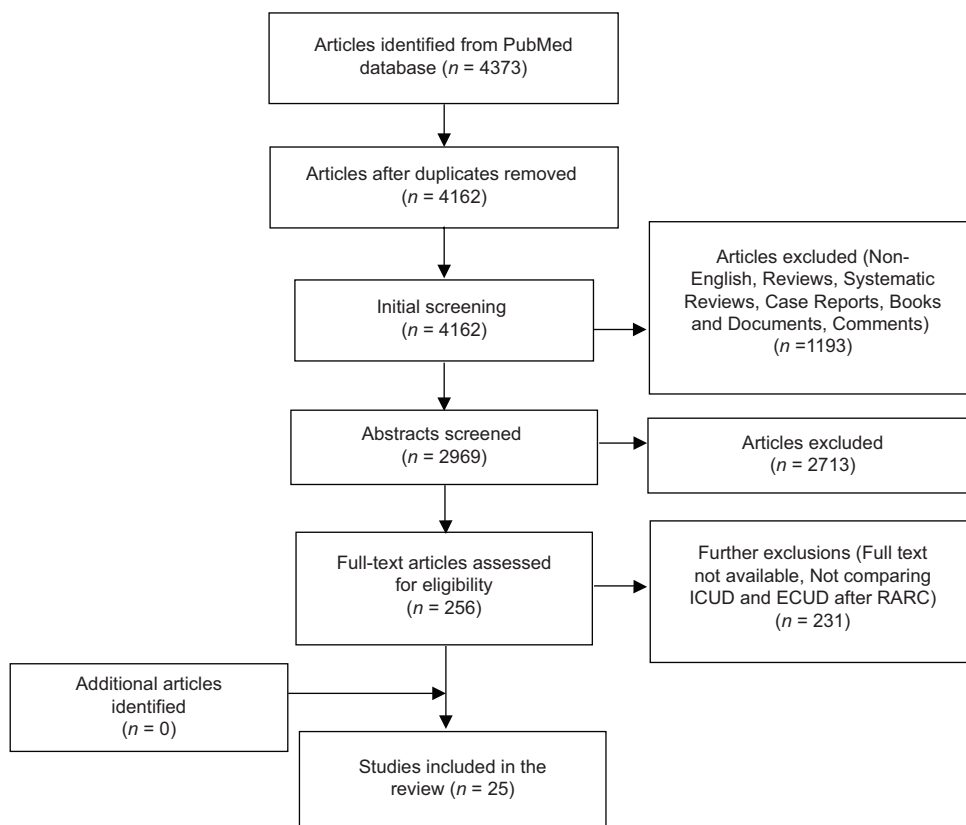 Articles identified from PubMed
database (n = 4373)
Articles after duplicates removed
(n = 4162)
Initial screening
(n = 4162)
Articles excluded (Non-
English, Reviews, Systematic
Reviews, Case Reports, Books
and Documents, Comments)
(n =1193)
Abstracts screened
(n = 2969)
Articles excluded
(n = 2713)
Full-text articles assessed
for eligibility
(n = 256)
Further exclusions (Full text
not available, Not comparing
ICUD and ECUD after RARC)
(n = 231)
Additional articles
identified
(n = 0)
Studies included in the
review (n = 25)